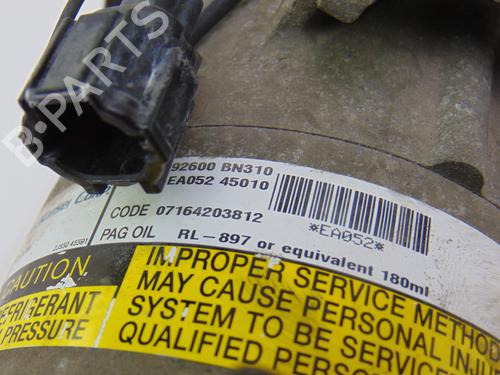 92600 BN310
EA052 45010
CODE 07164203812
*EA052*
PAG OIL RL-897 or equivalent 180ml
CAUTION
REFRIGERANT
PRESSURE
IMPROPER SERVICE METHOD
MAY CAUSE PERSONAL INJU
SYSTEM TO BE SERVICE
QUALIFIED PERSO
B-PARTS